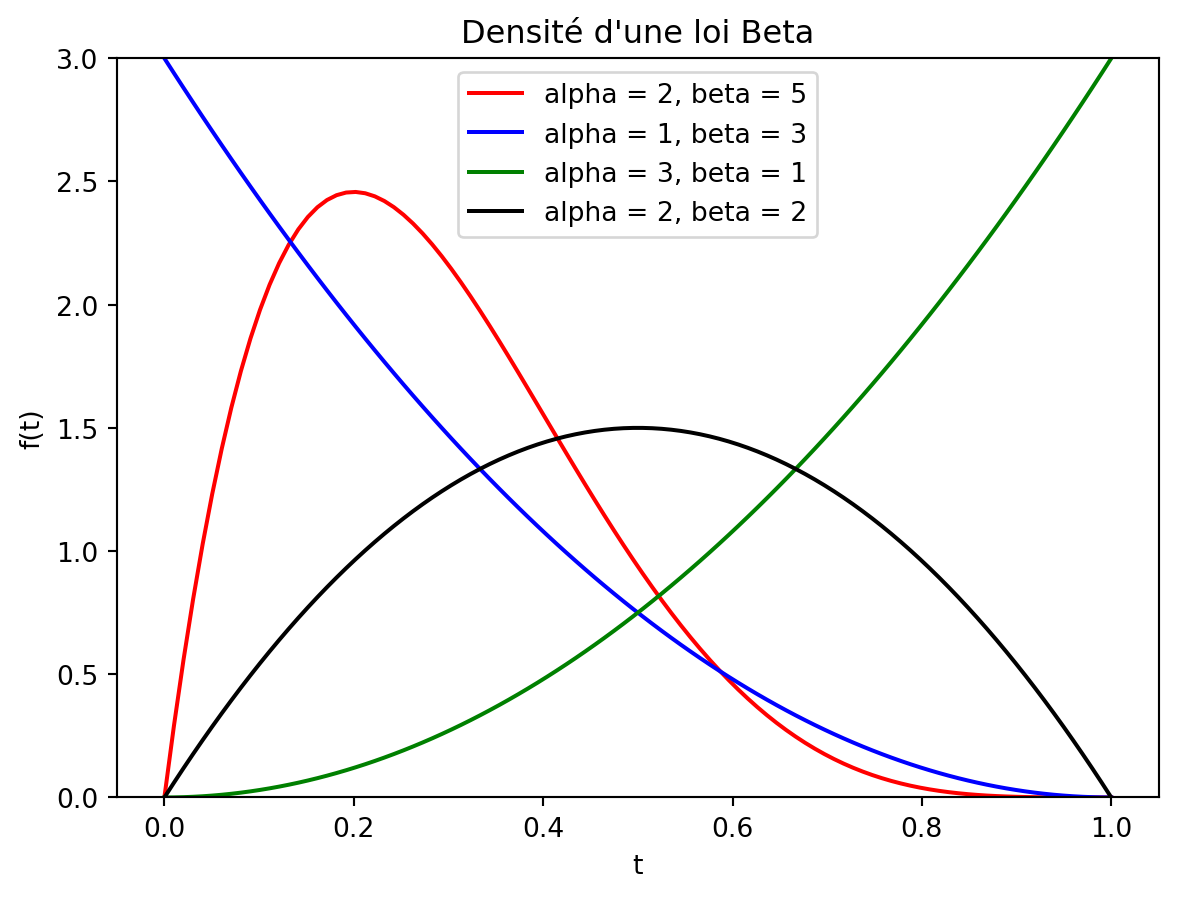 Densité d'une loi Beta
alpha = 2, beta = 5
alpha = 1, beta = 3
alpha = 3, beta = 1
alpha = 2, beta = 2
f(t)
3.0
2.5
2.0
1.5
1.0
0.5
0.0
0.0 0.2 0.4 0.6 0.8 1.0
t